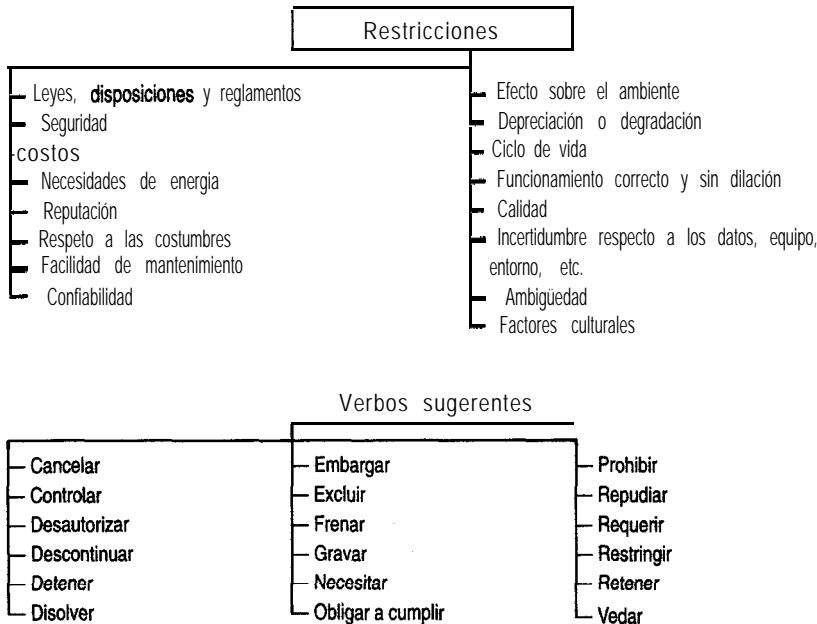 Restricciones
Leyes, disposiciones y reglamentos
Seguridad
costos
Necesidades de energia
Reputación
Respeto a las costumbres
Facilidad de mantenimiento
Confiabilidad
Efecto sobre el ambiente
Depreciación o degradación
Ciclo de vida
Funcionamiento correcto y sin dilación
Calidad
Incertidumbre respecto a los datos, equipo,
entorno, etc.
Ambigüedad
Factores culturales
Verbos sugerentes
Cancelar
Controlar
Desautorizar
Descontinuar
Detener
Disolver
Embargar
Excluir
Frenar
Gravar
Necesitar
Obligar a cumplir
Prohibir
Repudiar
Requerir
Restringir
Retener
Vedar